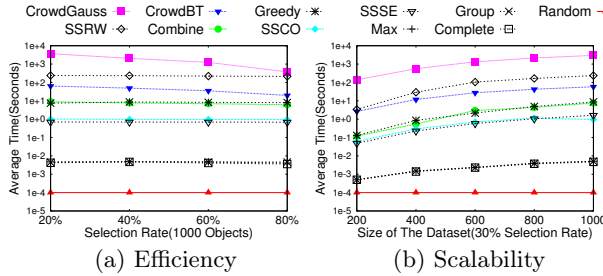 CrowdGauss CrowdBT Greedy SSSE Group Random
SSRW Combine SSCO Max Complete
Average Time(Seconds)
1e+4
1e+3
1e+2
1e+1
1e+0
1e-1
1e-2
1e-3
1e-4
1e-5
20% 40% 60% 80%
Selection Rate(1000 Objects)
(a) Efficiency
Average Time(Seconds)
1e+4
1e+3
1e+2
1e+1
1e+0
1e-1
1e-2
1e-3
1e-4
1e-5
200 400 600 800 1000
Size of The Dataset(30% Selection Rate)
(b) Scalability